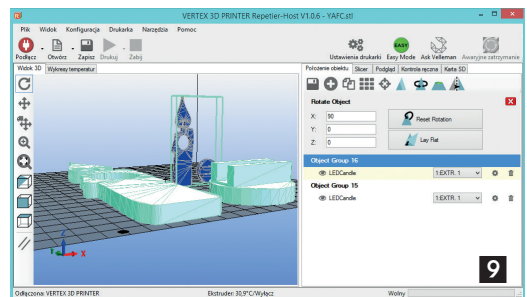 VERTEX 3D PRINTER Repetier-Host V1.0.6 - YAFC.stl
Plik Widok Konfiguracja Drukarka Narzędzia Pomoc
Podłącz Otwórz Zapisz Drukuj Zabij Ustawienia drukarki EASY Easy Mode Ask Velleman Awaryjne zatrzymanie
Widok 3D Wykresy temperatur Położenie obiektu Slicer Podgląd Kontrola ręczna Karta SD
Rotate Object
X: 90 Reset Rotation
Y: 0
Z: 0 Lay Flat
Object Group 16
LEDCandle 1:EXTR. 1
Object Group 15
LEDCandle 1:EXTR. 1
Z
Y X
9
Odłączona: VERTEX 3D PRINTER Ekstruder: 30,9°C/Wyłącz Wolny